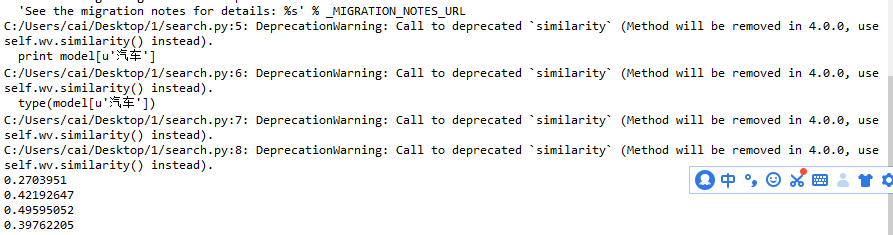 'See the migration notes for details: %s' % _MIGRATION_NOTES_URL
C:/Users/cai/Desktop/1/search.py:5: DeprecationWarning: Call to deprecated `similarity` (Method will be removed in 4.0.0, use
self.wv.similarity() instead).
print model[u'汽车']
C:/Users/cai/Desktop/1/search.py:6: DeprecationWarning: Call to deprecated `similarity` (Method will be removed in 4.0.0, use
self.wv.similarity() instead).
type(model[u'汽车'])
C:/Users/cai/Desktop/1/search.py:7: DeprecationWarning: Call to deprecated `similarity` (Method will be removed in 4.0.0, use
self.wv.similarity() instead).
C:/Users/cai/Desktop/1/search.py:8: DeprecationWarning: Call to deprecated `similarity` (Method will be removed in 4.0.0, use
self.wv.similarity() instead).
0.2703951
中
0.42192647
0.49595052
0.39762205